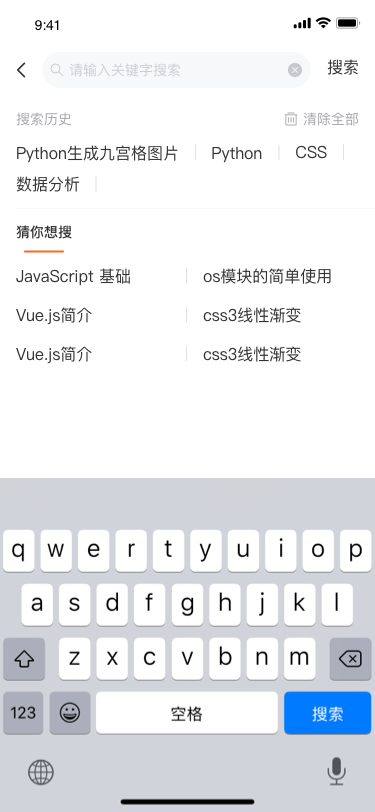 9:41
请输入关键字搜索 搜索
搜索历史 清除全部
Python生成九宫格图片 Python CSS
数据分析
猜你想搜
JavaScript 基础 os模块的简单使用
Vue.js简介 css3线性渐变
Vue.js简介 css3线性渐变
q w e r t y u i o p
a s d f g h j k l
z x c v b n m
123 空格 搜索